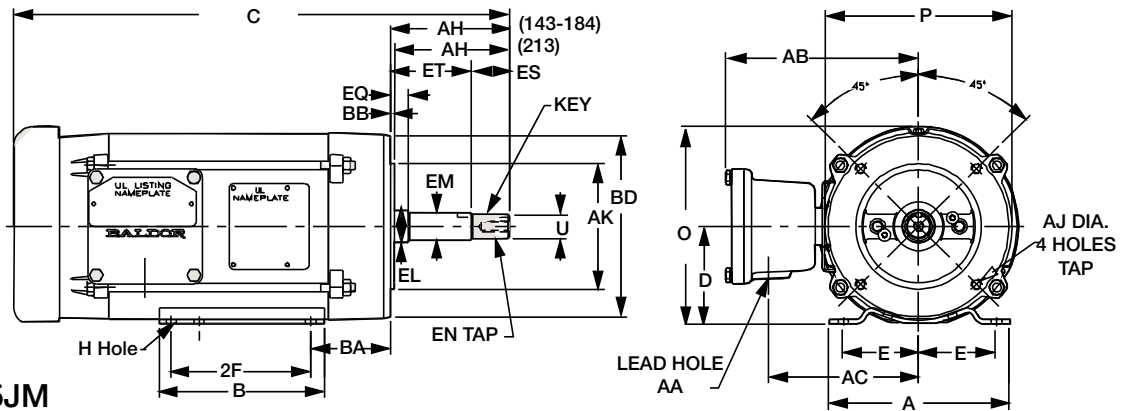 C
AH
(143-184)
AH
(213)
ET
ES
EQ
BB
KEY
UL LISTING
NAMEPLATE
UL
NAMEPLATE
BALDOR
EM
AK
BD
U
EL
EN TAP
H Hole
BA
2F
B
5JM
P
AB
45°
45°
O
D
AJ DIA.
4 HOLES
TAP
LEAD HOLE
AA
E
E
AC
A